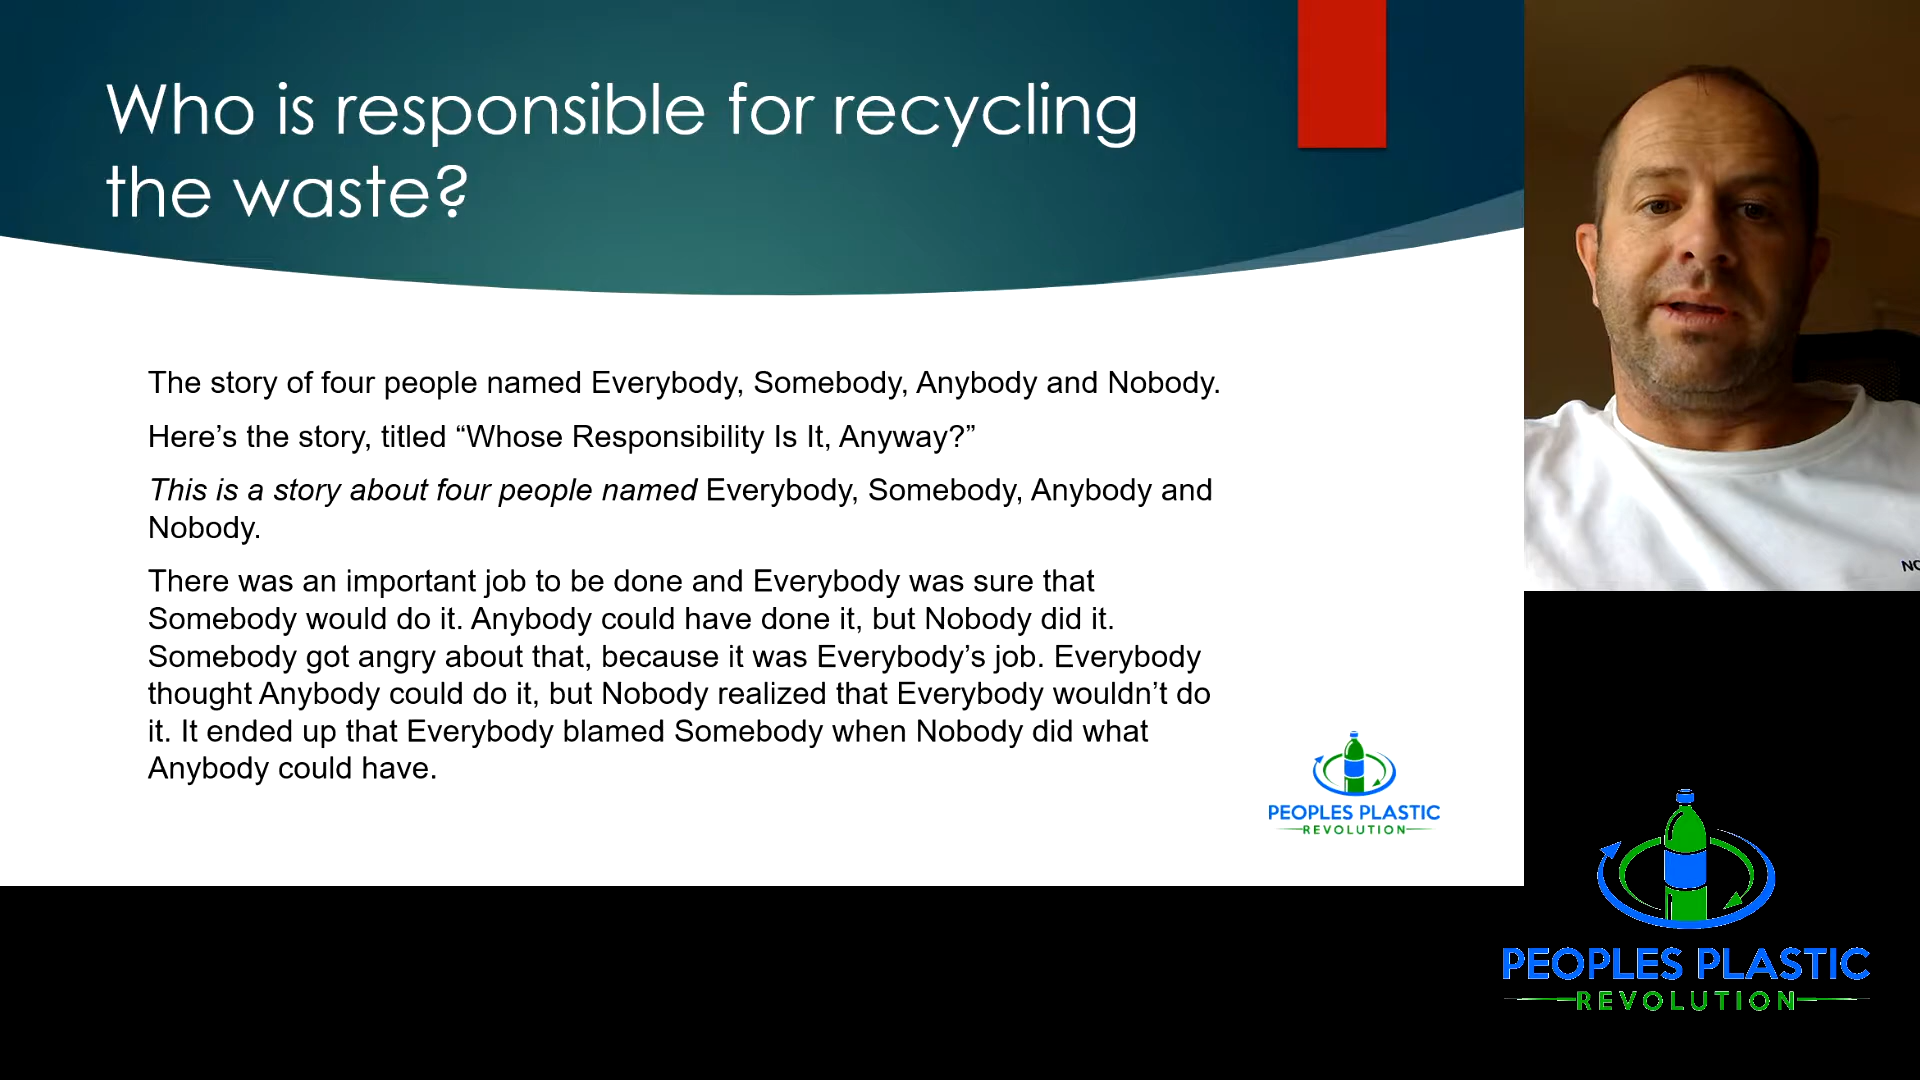 Who is responsible for recycling
the waste?
The story of four people named Everybody, Somebody, Anybody and Nobody.
Here’s the story, titled “Whose Responsibility Is It, Anyway?”
This is a story about four people named Everybody, Somebody, Anybody and
Nobody.
There was an important job to be done and Everybody was sure that
Somebody would do it. Anybody could have done it, but Nobody did it.
Somebody got angry about that, because it was Everybody’s job. Everybody
thought Anybody could do it, but Nobody realized that Everybody wouldn’t do
it. It ended up that Everybody blamed Somebody when Nobody did what
Anybody could have.
PEOPLES PLASTIC
REVOLUTION
NO
PEOPLES PLASTIC
REVOLUTION